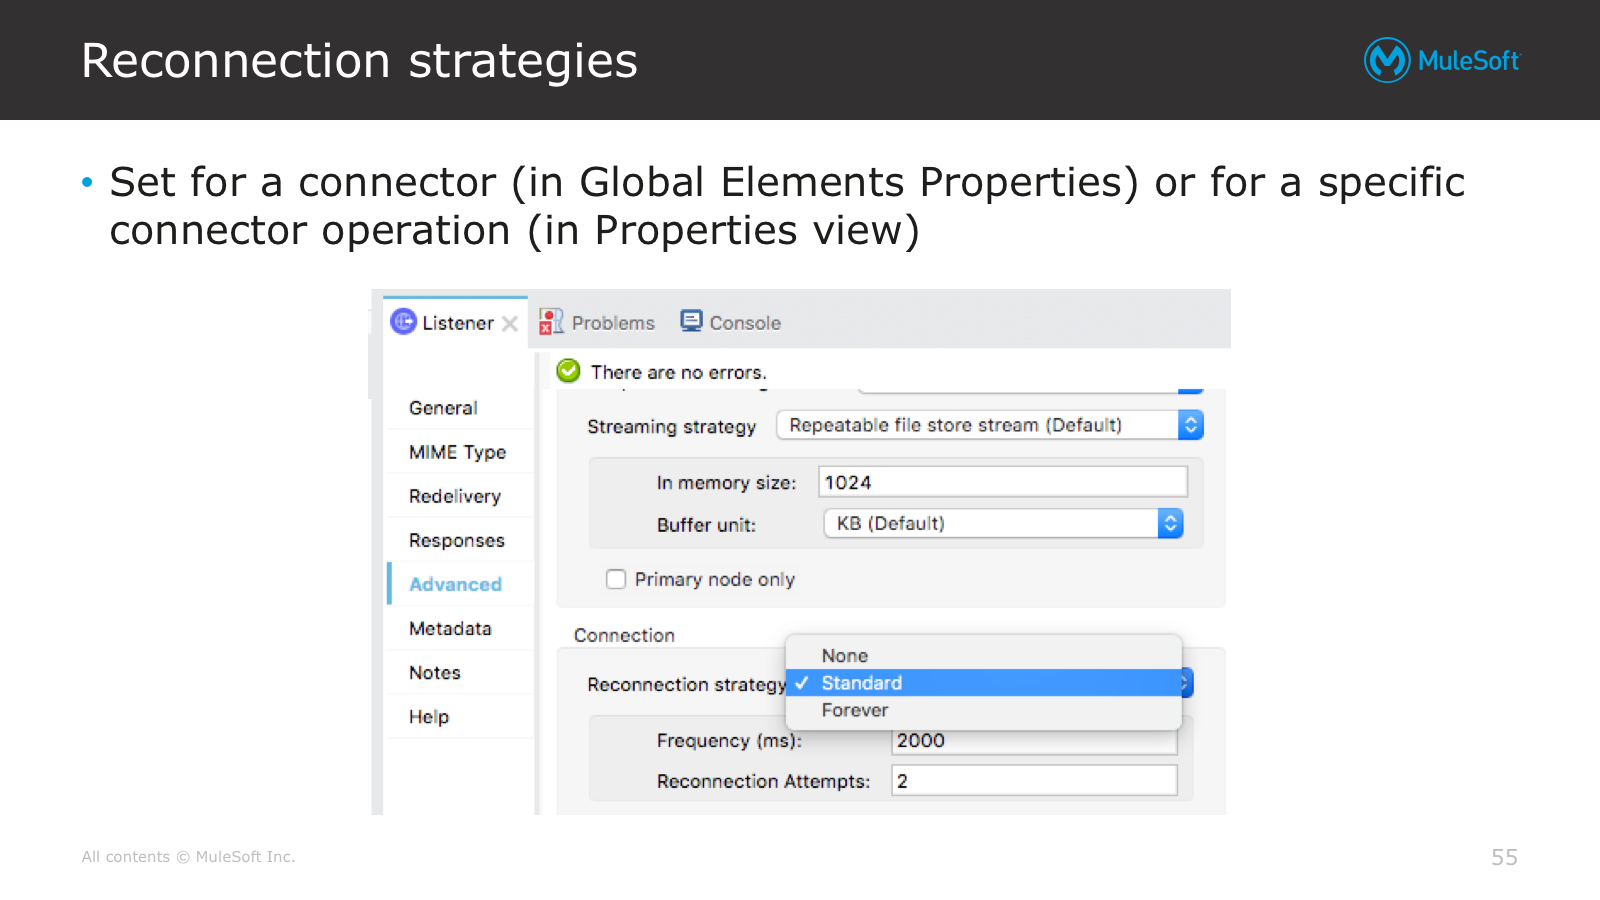 Reconnection strategies
MuleSoft
• Set for a connector (in Global Elements Properties) or for a specific
connector operation (in Properties view)
Listener
Problems
Console
There are no errors.
General
MIME Type
Redelivery
Responses
Advanced
Metadata
Notes
Help
Streaming strategy
Repeatable file store stream (Default)
In memory size:
1024
Buffer unit:
KB (Default)
Primary node only
Connection
Reconnection strategy
None
✓ Standard
Forever
Frequency (ms):
2000
Reconnection Attempts:
2
All contents © MuleSoft Inc.
55